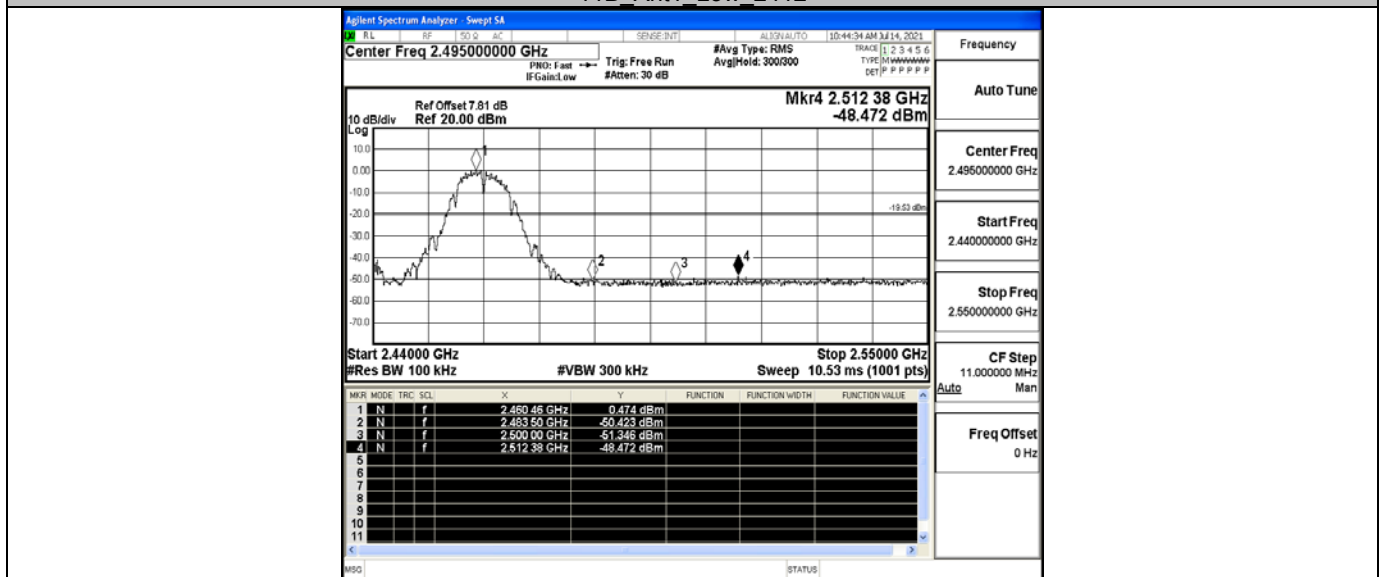 Agilent Spectrum Analyzer - Swept SA
RL RF 50 Ω AC SENSE:INT ALIGNAUTO 10:44:34 AM Jul 14, 2021
Center Freq 2.495000000 GHz
PNO: Fast
IFGain:Low
Trig: Free Run
#Atten: 30 dB
#Avg Type: RMS
Avg|Hold: 300/300
TRACE 1 2 3 4 5 6
TYPE M WWWWW
DET P P P P P P
Ref Offset 7.81 dB
10 dB/div Ref 20.00 dBm
Mkr4 2.512 38 GHz
-48.472 dBm
Log
10.0
0.00
-10.0
-20.0
-30.0
-40.0
-50.0
-60.0
-70.0
1
2
3
4
-19.53 dBm
Start 2.44000 GHz Stop 2.55000 GHz
#Res BW 100 kHz #VBW 300 kHz Sweep 10.53 ms (1001 pts)
MKR MODE TRC SCL X Y FUNCTION FUNCTION WIDTH FUNCTION VALUE
1 N f 2.460 46 GHz 0.474 dBm
2 N f 2.483 50 GHz -50.423 dBm
3 N f 2.500 00 GHz -51.346 dBm
4 N f 2.512 38 GHz -48.472 dBm
5
6
7
8
9
10
11
MSG STATUS
Frequency
Auto Tune
Center Freq
2.495000000 GHz
Start Freq
2.440000000 GHz
Stop Freq
2.550000000 GHz
CF Step
11.000000 MHz
Auto Man
Freq Offset
0 Hz